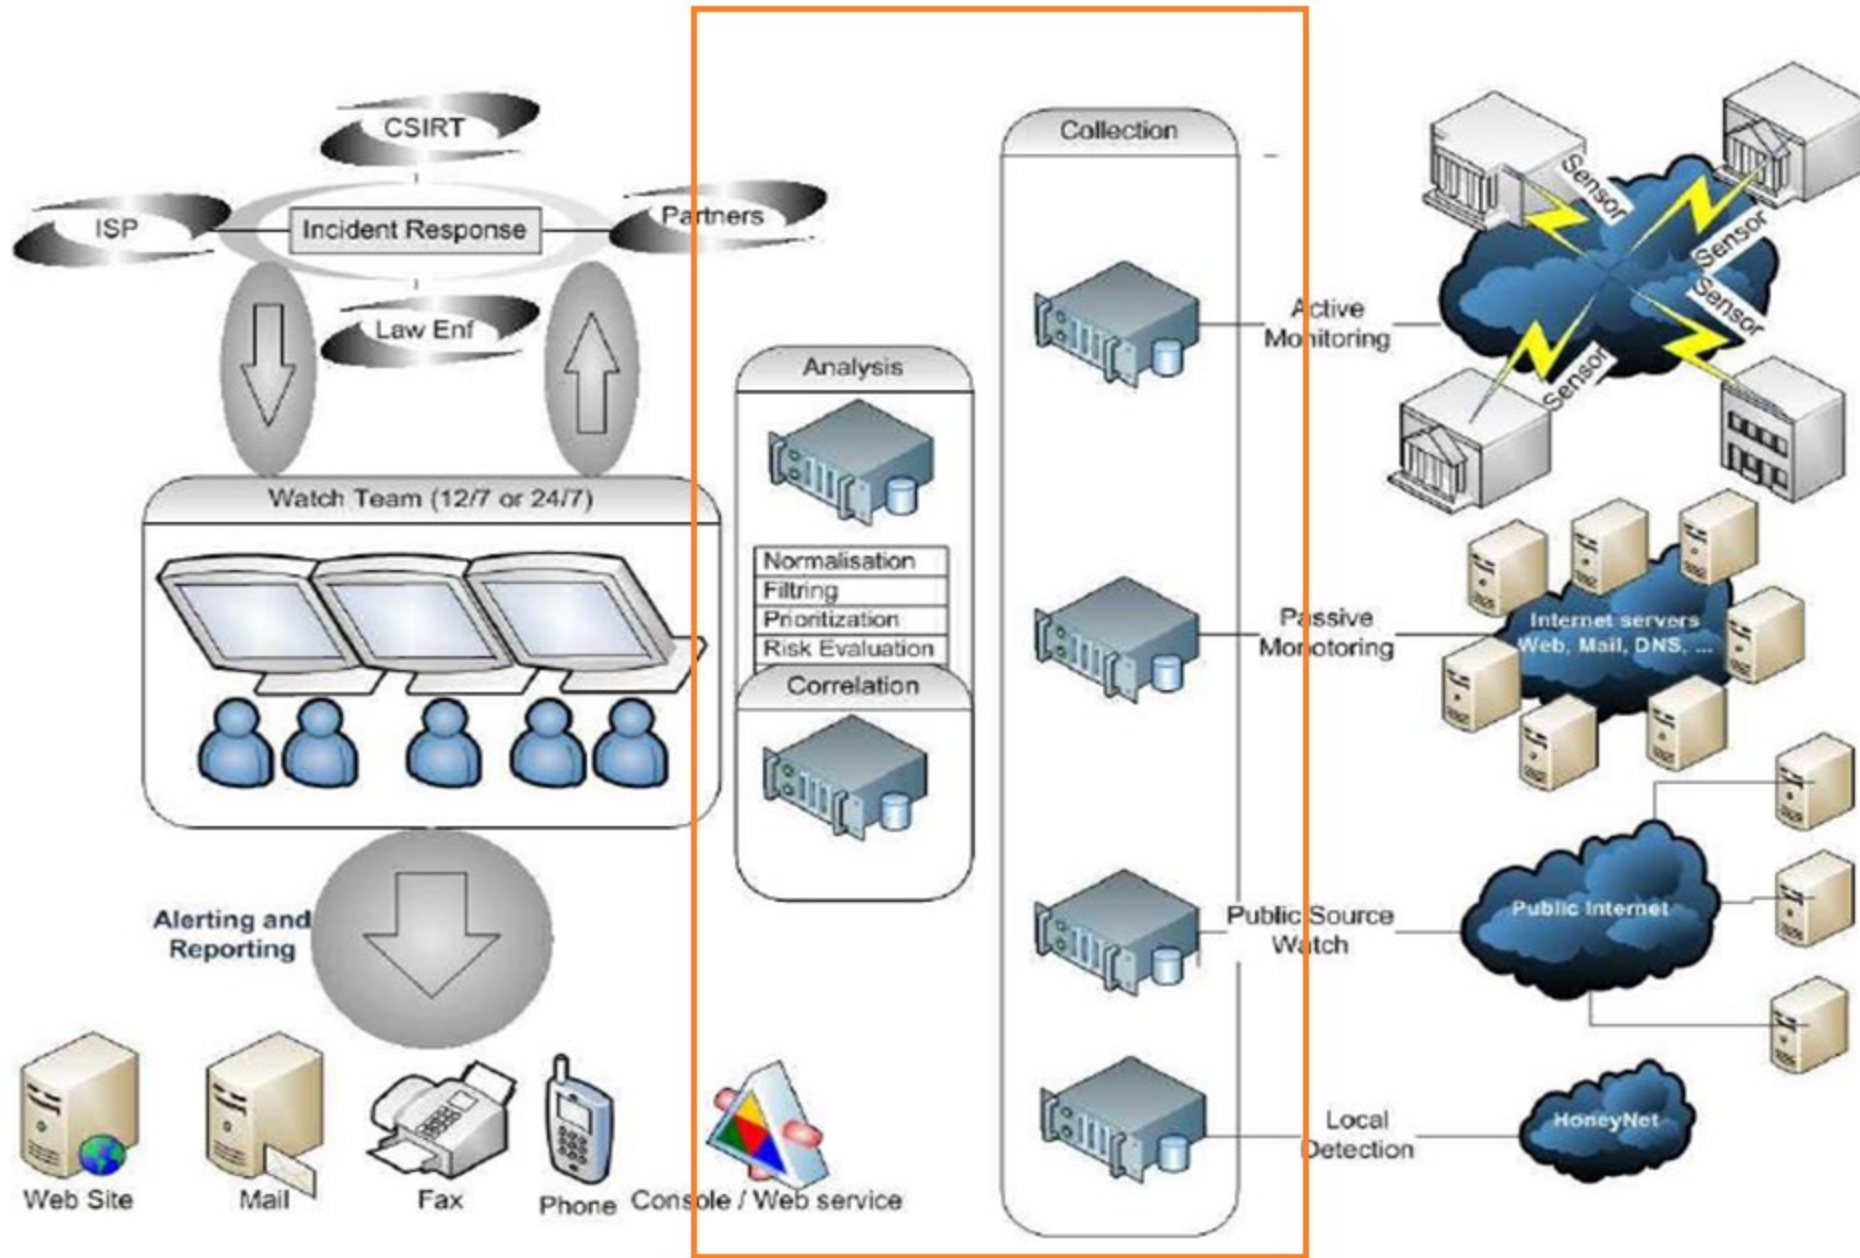 CSIRT
ISP
Incident Response
Partners
Law Enf
Watch Team (12/7 or 24/7)
Alerting and
Reporting
Web Site
Mail
Fax
Phone
Console / Web service
Analysis
Normalisation
Filtring
Prioritization
Risk Evaluation
Correlation
Collection
Active
Monitoring
Passive
Monotoring
Public Source
Watch
Local
Detection
Sensor
Sensor
Sensor
Sensor
Internet servers
Web, Mail, DNS, ...
Public Internet
HoneyNet